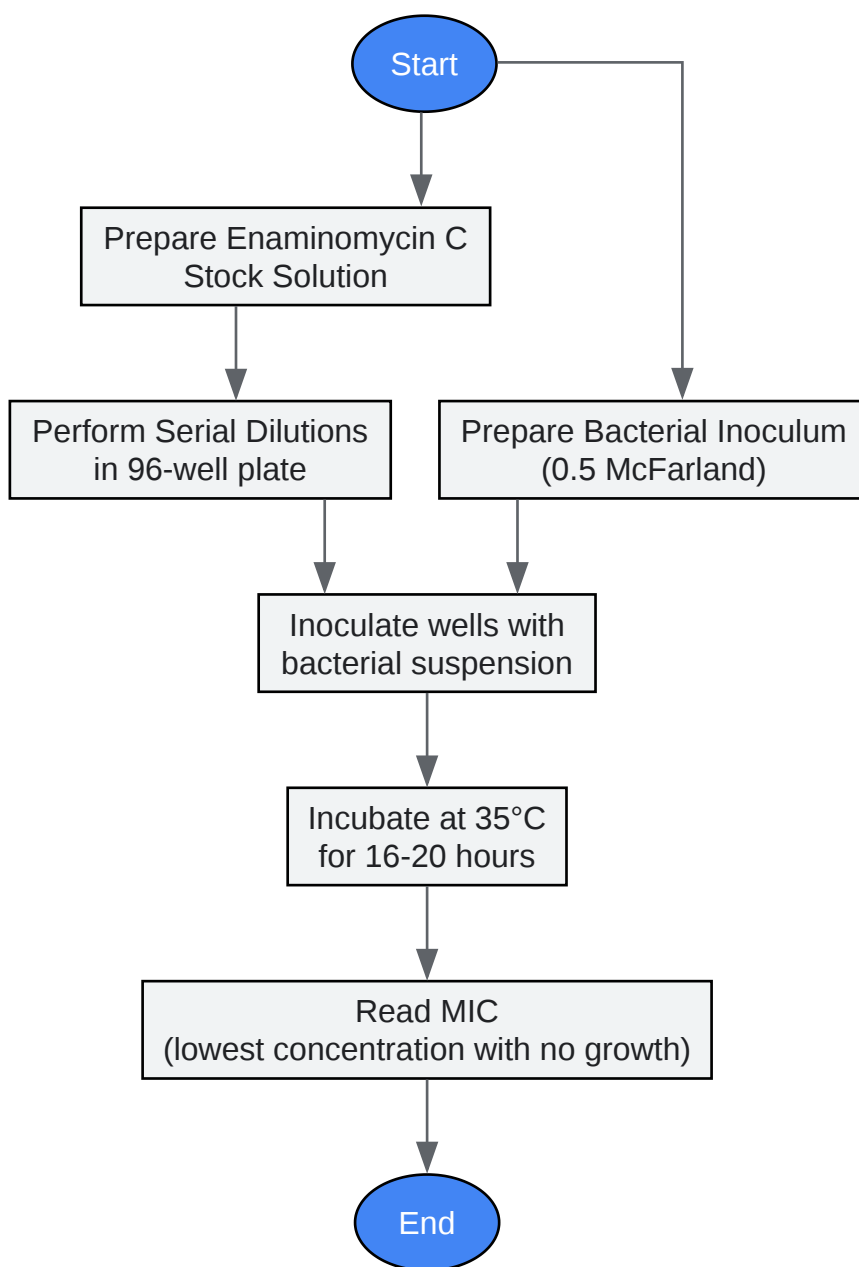 Start
Prepare Enaminomycin C
Stock Solution
Perform Serial Dilutions
in 96-well plate
Prepare Bacterial Inoculum
(0.5 McFarland)
Inoculate wells with
bacterial suspension
Incubate at 35°C
for 16-20 hours
Read MIC
(lowest concentration with no growth)
End